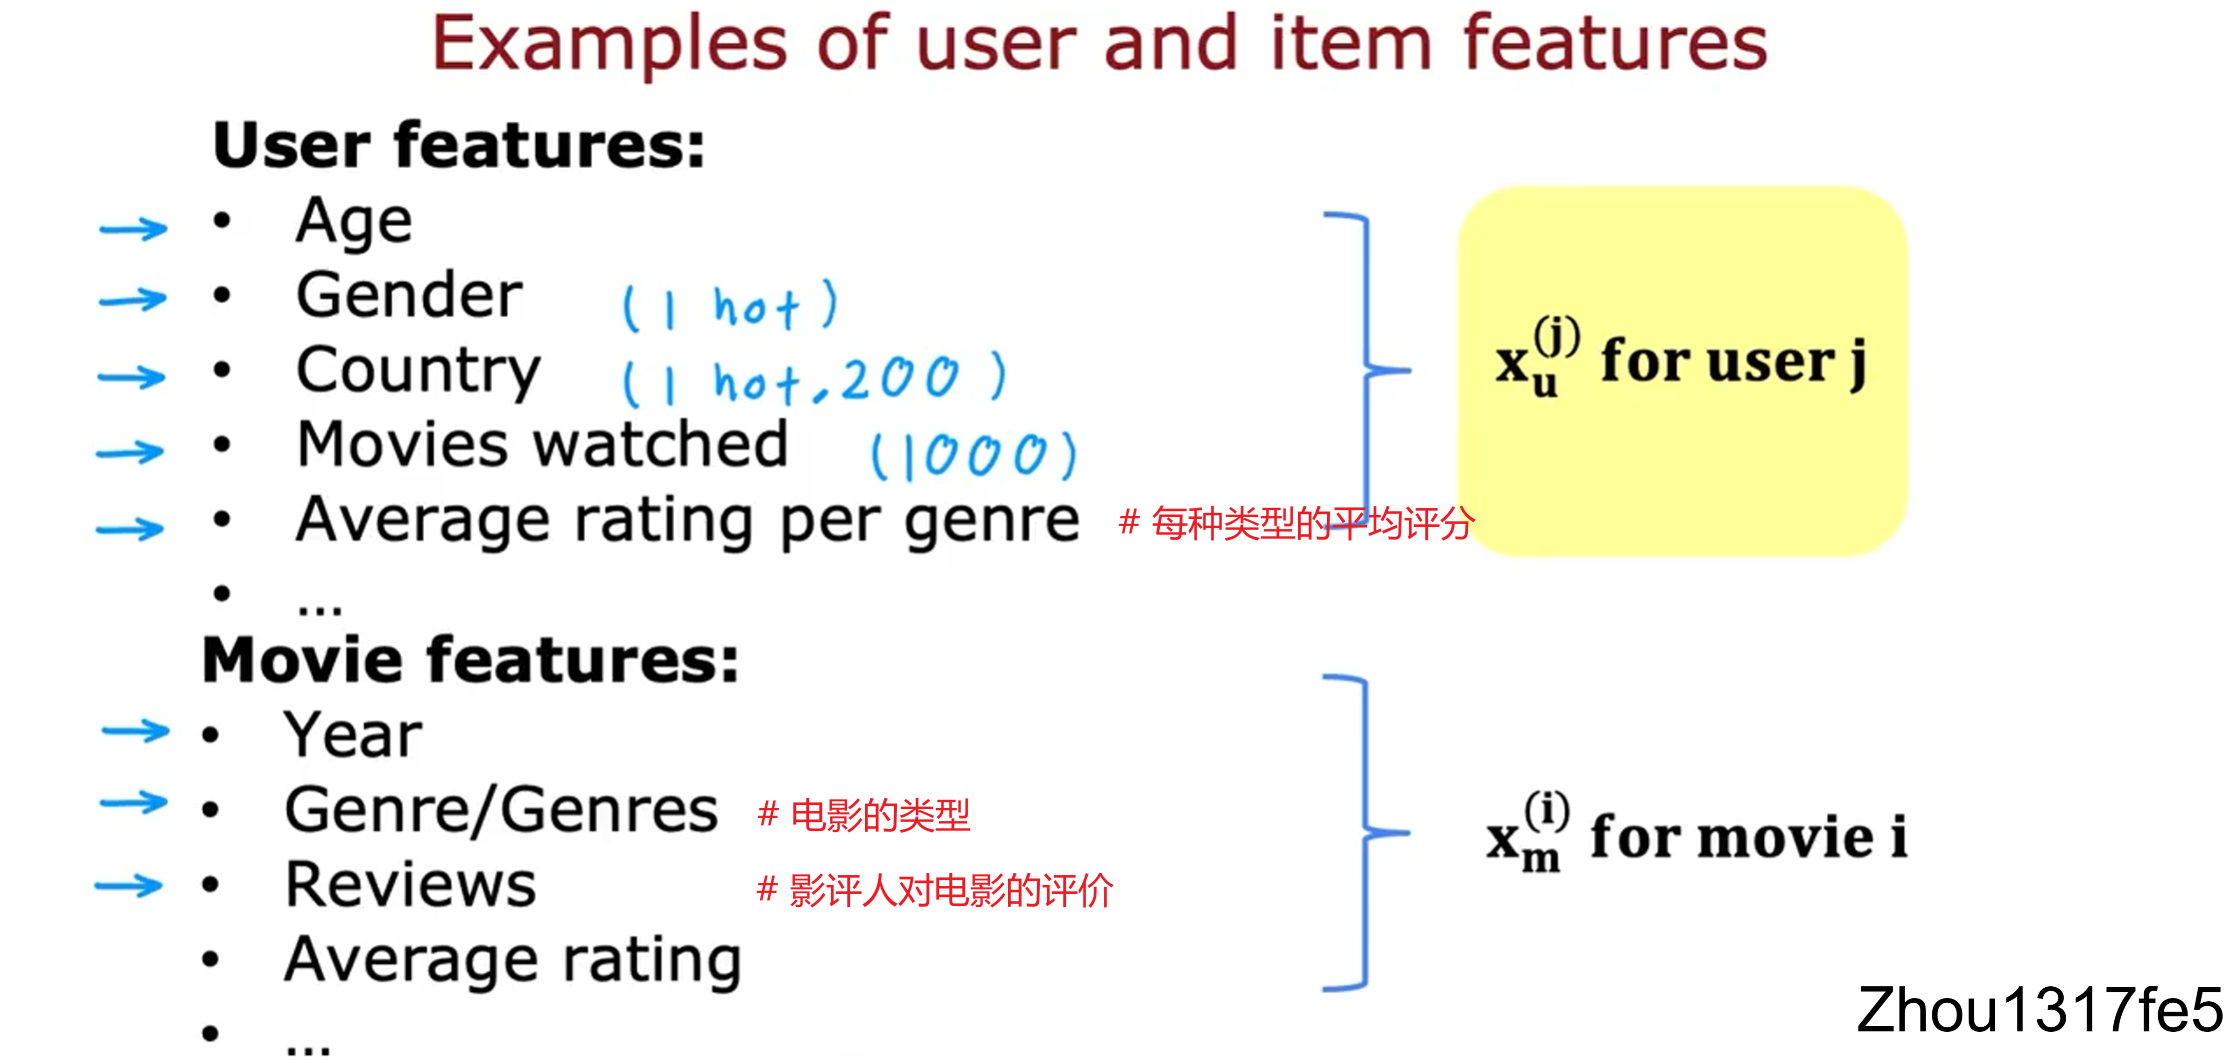 Examples of user and item features
User features:
• Age
• Gender (1 hot)
• Country (1 hot, 200)
• Movies watched (1000)
• Average rating per genre # 每种类型的平均评分
• ...
x_u^(j) for user j
Movie features:
• Year
• Genre/Genres # 电影的类型
• Reviews # 影评人对电影的评价
• Average rating
• ...
x_m^(i) for movie i
Zhou1317fe5